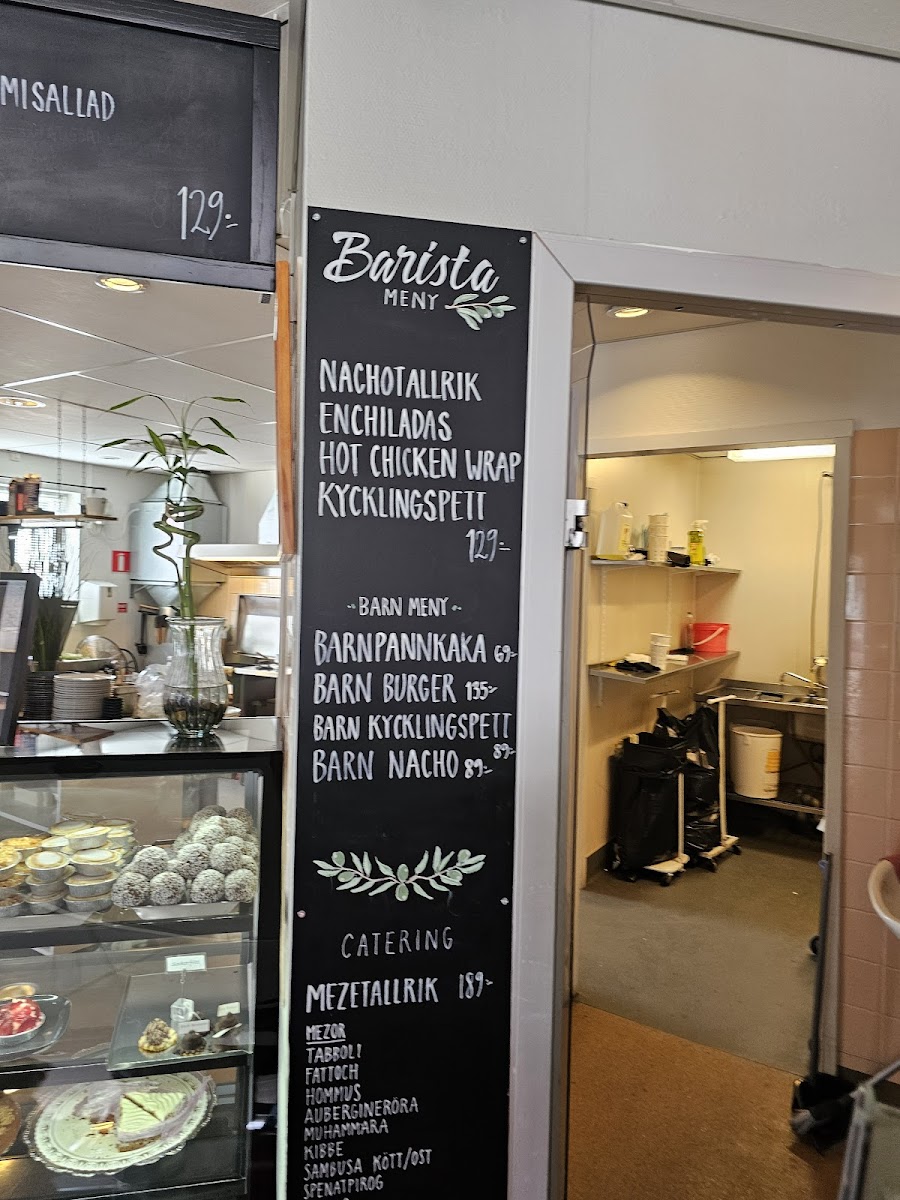 MISALLAD
129:-
Barista
MENY
NACHOTALLRIK
ENCHILADAS
HOT CHICKEN WRAP
KYCKLINGSPETT
129:-
BARN MENY
BARNPANNKAKA 69:-
BARN BURGER 135:-
BARN KYCKLINGSPETT
89:-
BARN NACHO 89:-
CATERING
MEZETALLRIK 189:-
MEZOR
TABBOLI
FATTOCH
HOMMUS
AUBERGINERÖRA
MUHAMMARA
KIBBE
SAMBUSA KÖTT/OST
SPENATPIROG